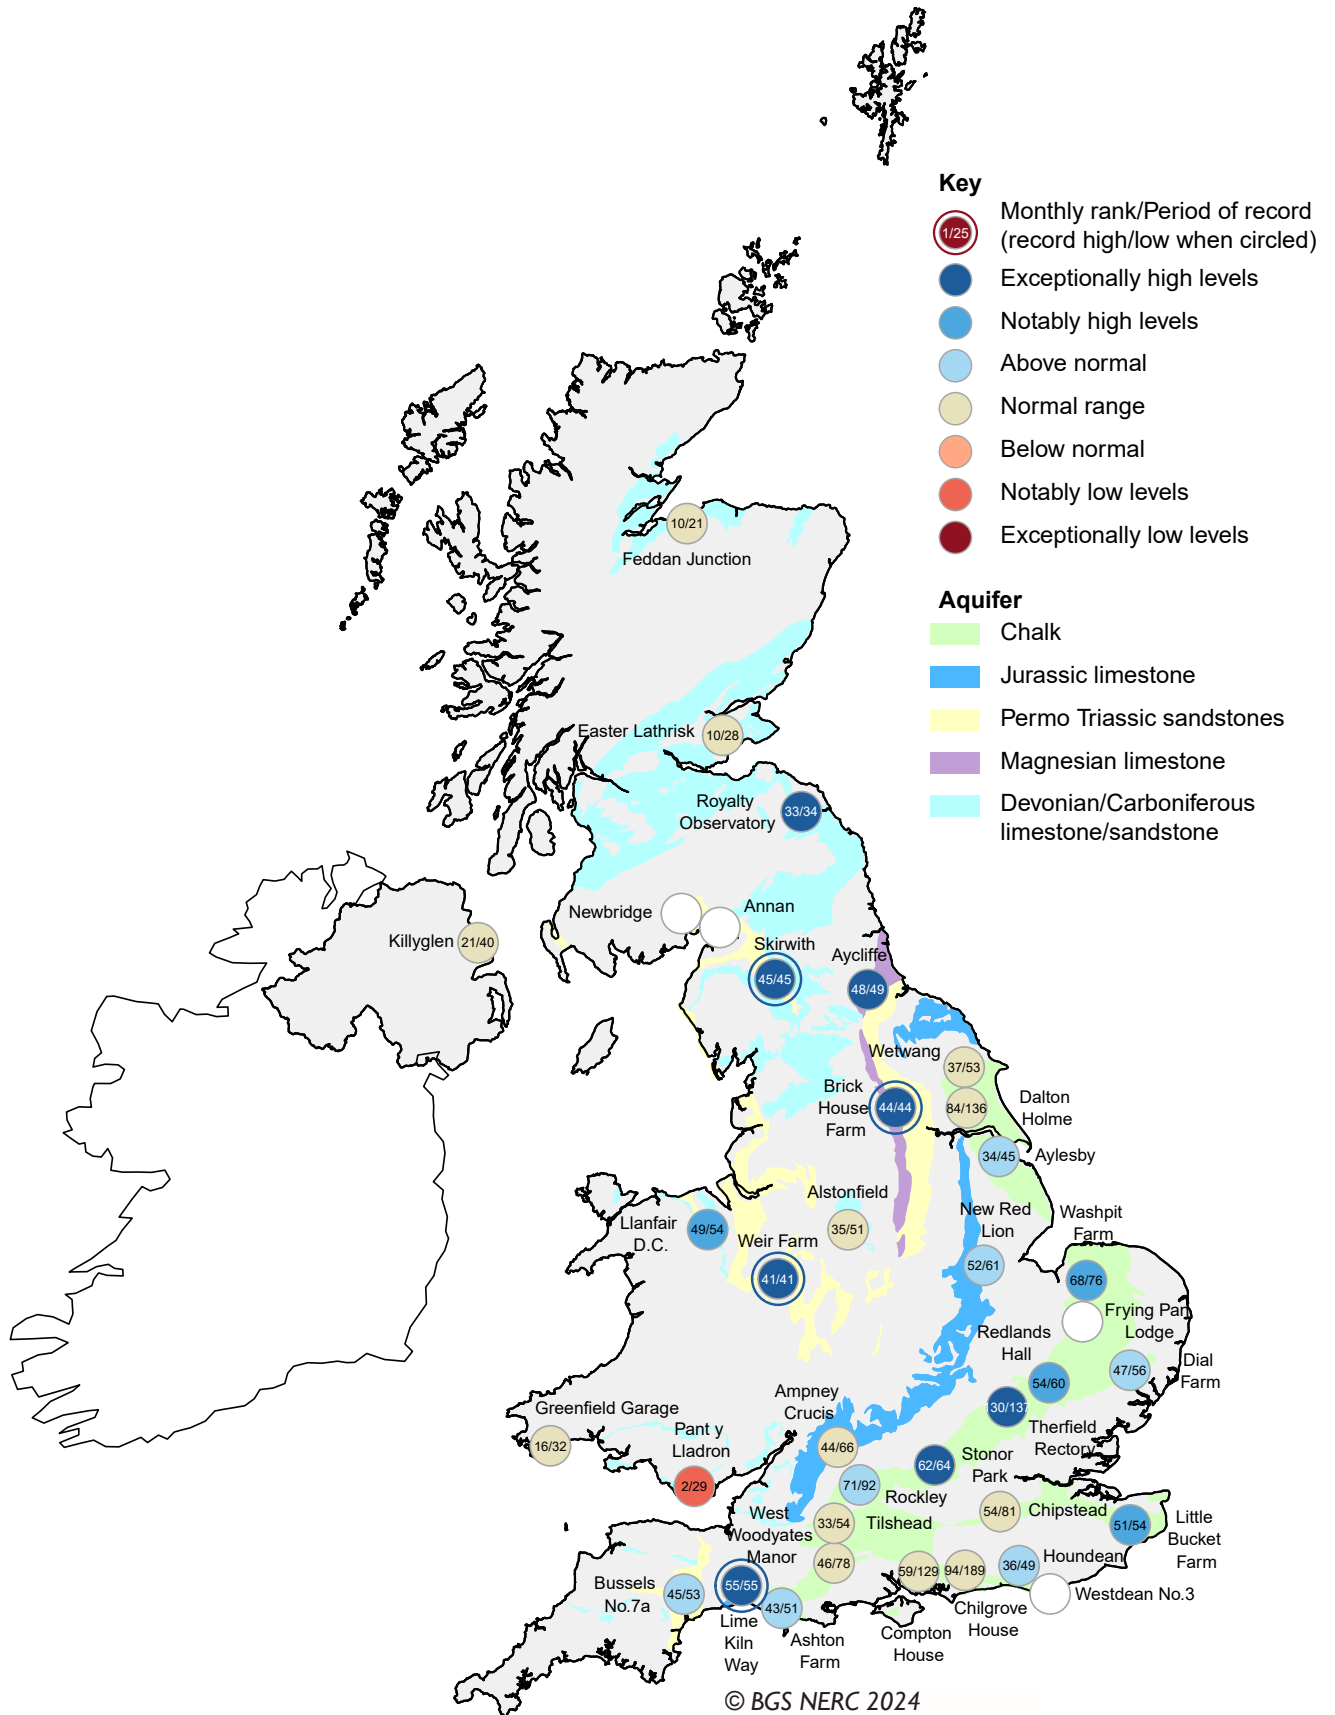 Key
1/25
Monthly rank/Period of record
(record high/low when circled)
Exceptionally high levels
Notably high levels
Above normal
Normal range
Below normal
Notably low levels
Exceptionally low levels
Aquifer
Chalk
Jurassic limestone
Permo Triassic sandstones
Magnesian limestone
Devonian/Carboniferous
limestone/sandstone
10/21
Feddan Junction
Easter Lathrisk
10/28
Royalty
Observatory
33/34
Newbridge
Annan
Killyglen
21/40
Skirwith
45/45
Aycliffe
48/49
Wetwang
37/53
Brick
House
Farm
44/44
84/136
Dalton
Holme
34/45
Aylesby
Alstonfield
35/51
Llanfair
D.C.
49/54
Weir Farm
41/41
New Red
Lion
52/61
Washpit
Farm
68/76
Frying Pan
Lodge
Redlands
Hall
54/60
47/56
Dial
Farm
130/137
Therfield
Rectory
Ampney
Crucis
44/66
Greenfield Garage
16/32
Pant y
Lladron
2/29
Stonor
Park
62/64
71/92
Rockley
54/81
Chipstead
51/54
Little
Bucket
Farm
33/54
Tilshead
West
Woodyates
Manor
46/78
59/129
Compton
House
94/189
Chilgrove
House
36/49
Houndean
Westdean No.3
Bussels
No.7a
45/53
55/55
Lime
Kiln
Way
43/51
Ashton
Farm
© BGS NERC 2024